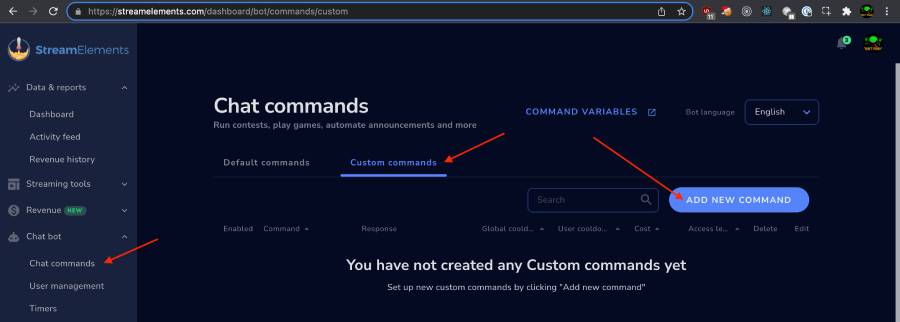 https://streamelements.com/dashboard/bot/commands/custom
11
StreamElements
3
Data & reports
Dashboard
Activity feed
Revenue history
Streaming tools
Revenue NEW
Chat bot
Chat commands
User management
Timers
Chat commands
Run contests, play games, automate announcements and more
COMMAND VARIABLES
Bot language
English
Default commands
Custom commands
Search
ADD NEW COMMAND
Enabled Command Response Global coold... User cooldo... Cost Access le... Delete Edit
You have not created any Custom commands yet
Set up new custom commands by clicking "Add new command"